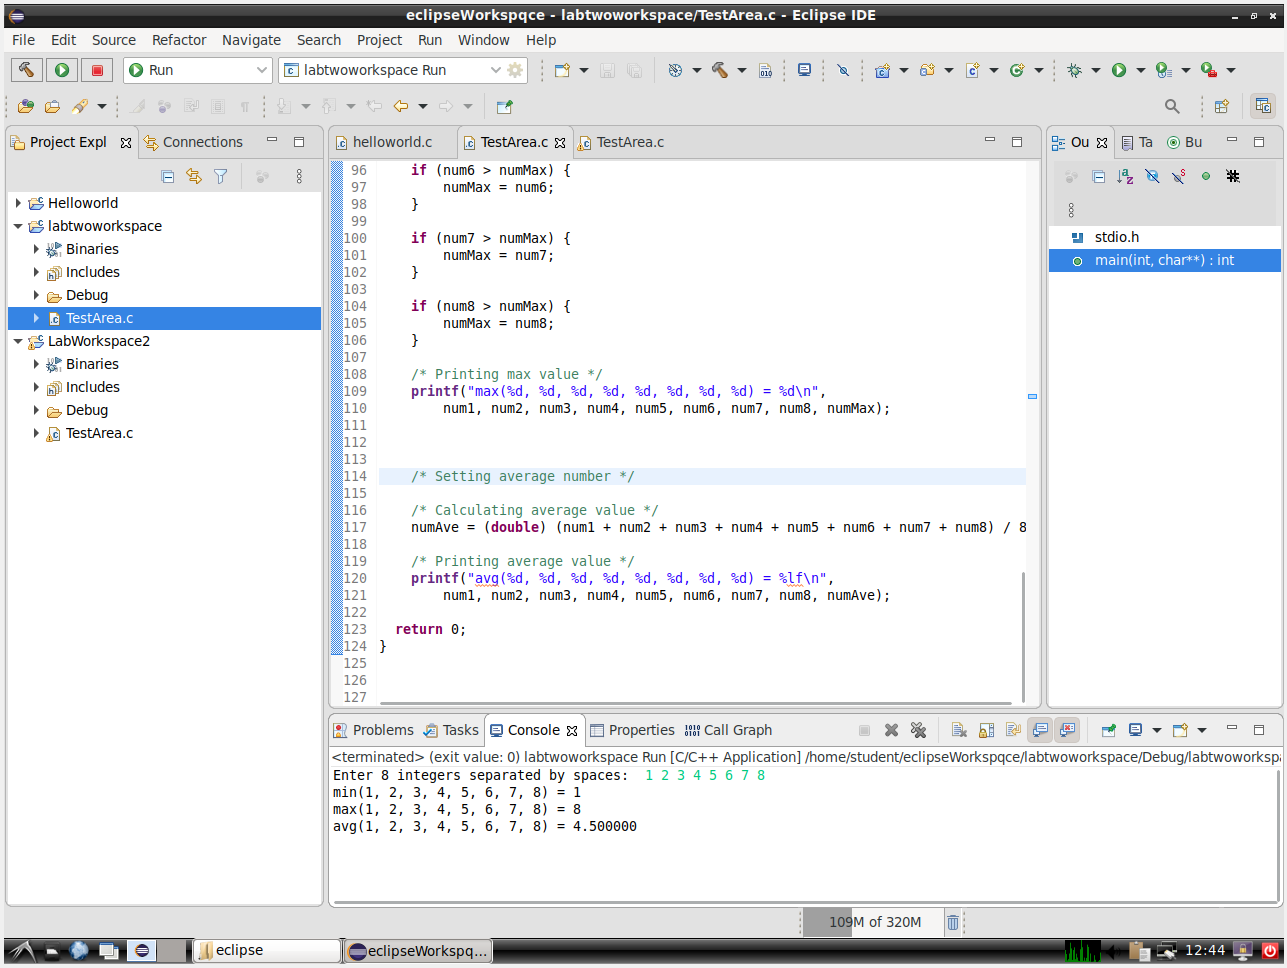 eclipseWorkspqce - labtwoworkspace/TestArea.c - Eclipse IDE
File Edit Source Refactor Navigate Search Project Run Window Help
Run labtwoworkspace Run
Project Expl Connections
Helloworld
labtwoworkspace
Binaries
Includes
Debug
TestArea.c
LabWorkspace2
Binaries
Includes
Debug
TestArea.c
helloworld.c TestArea.c TestArea.c
96 if (num6 > numMax) {
97 numMax = num6;
98 }
99
100 if (num7 > numMax) {
101 numMax = num7;
102 }
103
104 if (num8 > numMax) {
105 numMax = num8;
106 }
107
108 /* Printing max value */
109 printf("max(%d, %d, %d, %d, %d, %d, %d, %d) = %d\n",
110 num1, num2, num3, num4, num5, num6, num7, num8, numMax);
111
112
113
114 /* Setting average number */
115
116 /* Calculating average value */
117 numAve = (double) (num1 + num2 + num3 + num4 + num5 + num6 + num7 + num8) / 8
118
119 /* Printing average value */
120 printf("avg(%d, %d, %d, %d, %d, %d, %d, %d) = %lf\n",
121 num1, num2, num3, num4, num5, num6, num7, num8, numAve);
122
123 return 0;
124 }
125
126
127
Ou Ta Bu
stdio.h
main(int, char**) : int
Problems Tasks Console Properties Call Graph
<terminated> (exit value: 0) labtwoworkspace Run [C/C++ Application] /home/student/eclipseWorkspqce/labtwoworkspace/Debug/labtwoworksp
Enter 8 integers separated by spaces: 1 2 3 4 5 6 7 8
min(1, 2, 3, 4, 5, 6, 7, 8) = 1
max(1, 2, 3, 4, 5, 6, 7, 8) = 8
avg(1, 2, 3, 4, 5, 6, 7, 8) = 4.500000
109M of 320M
eclipse eclipseWorkspq... 12:44